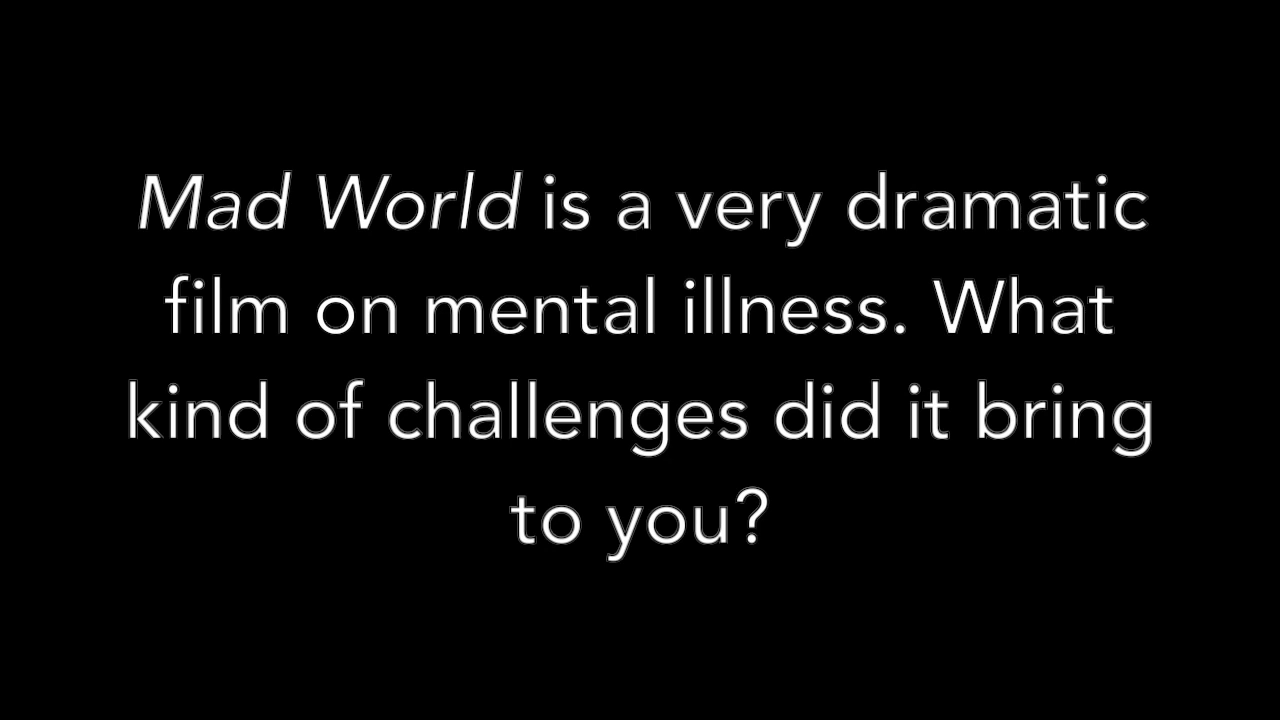 Mad World is a very dramatic
film on mental illness. What
kind of challenges did it bring
to you?